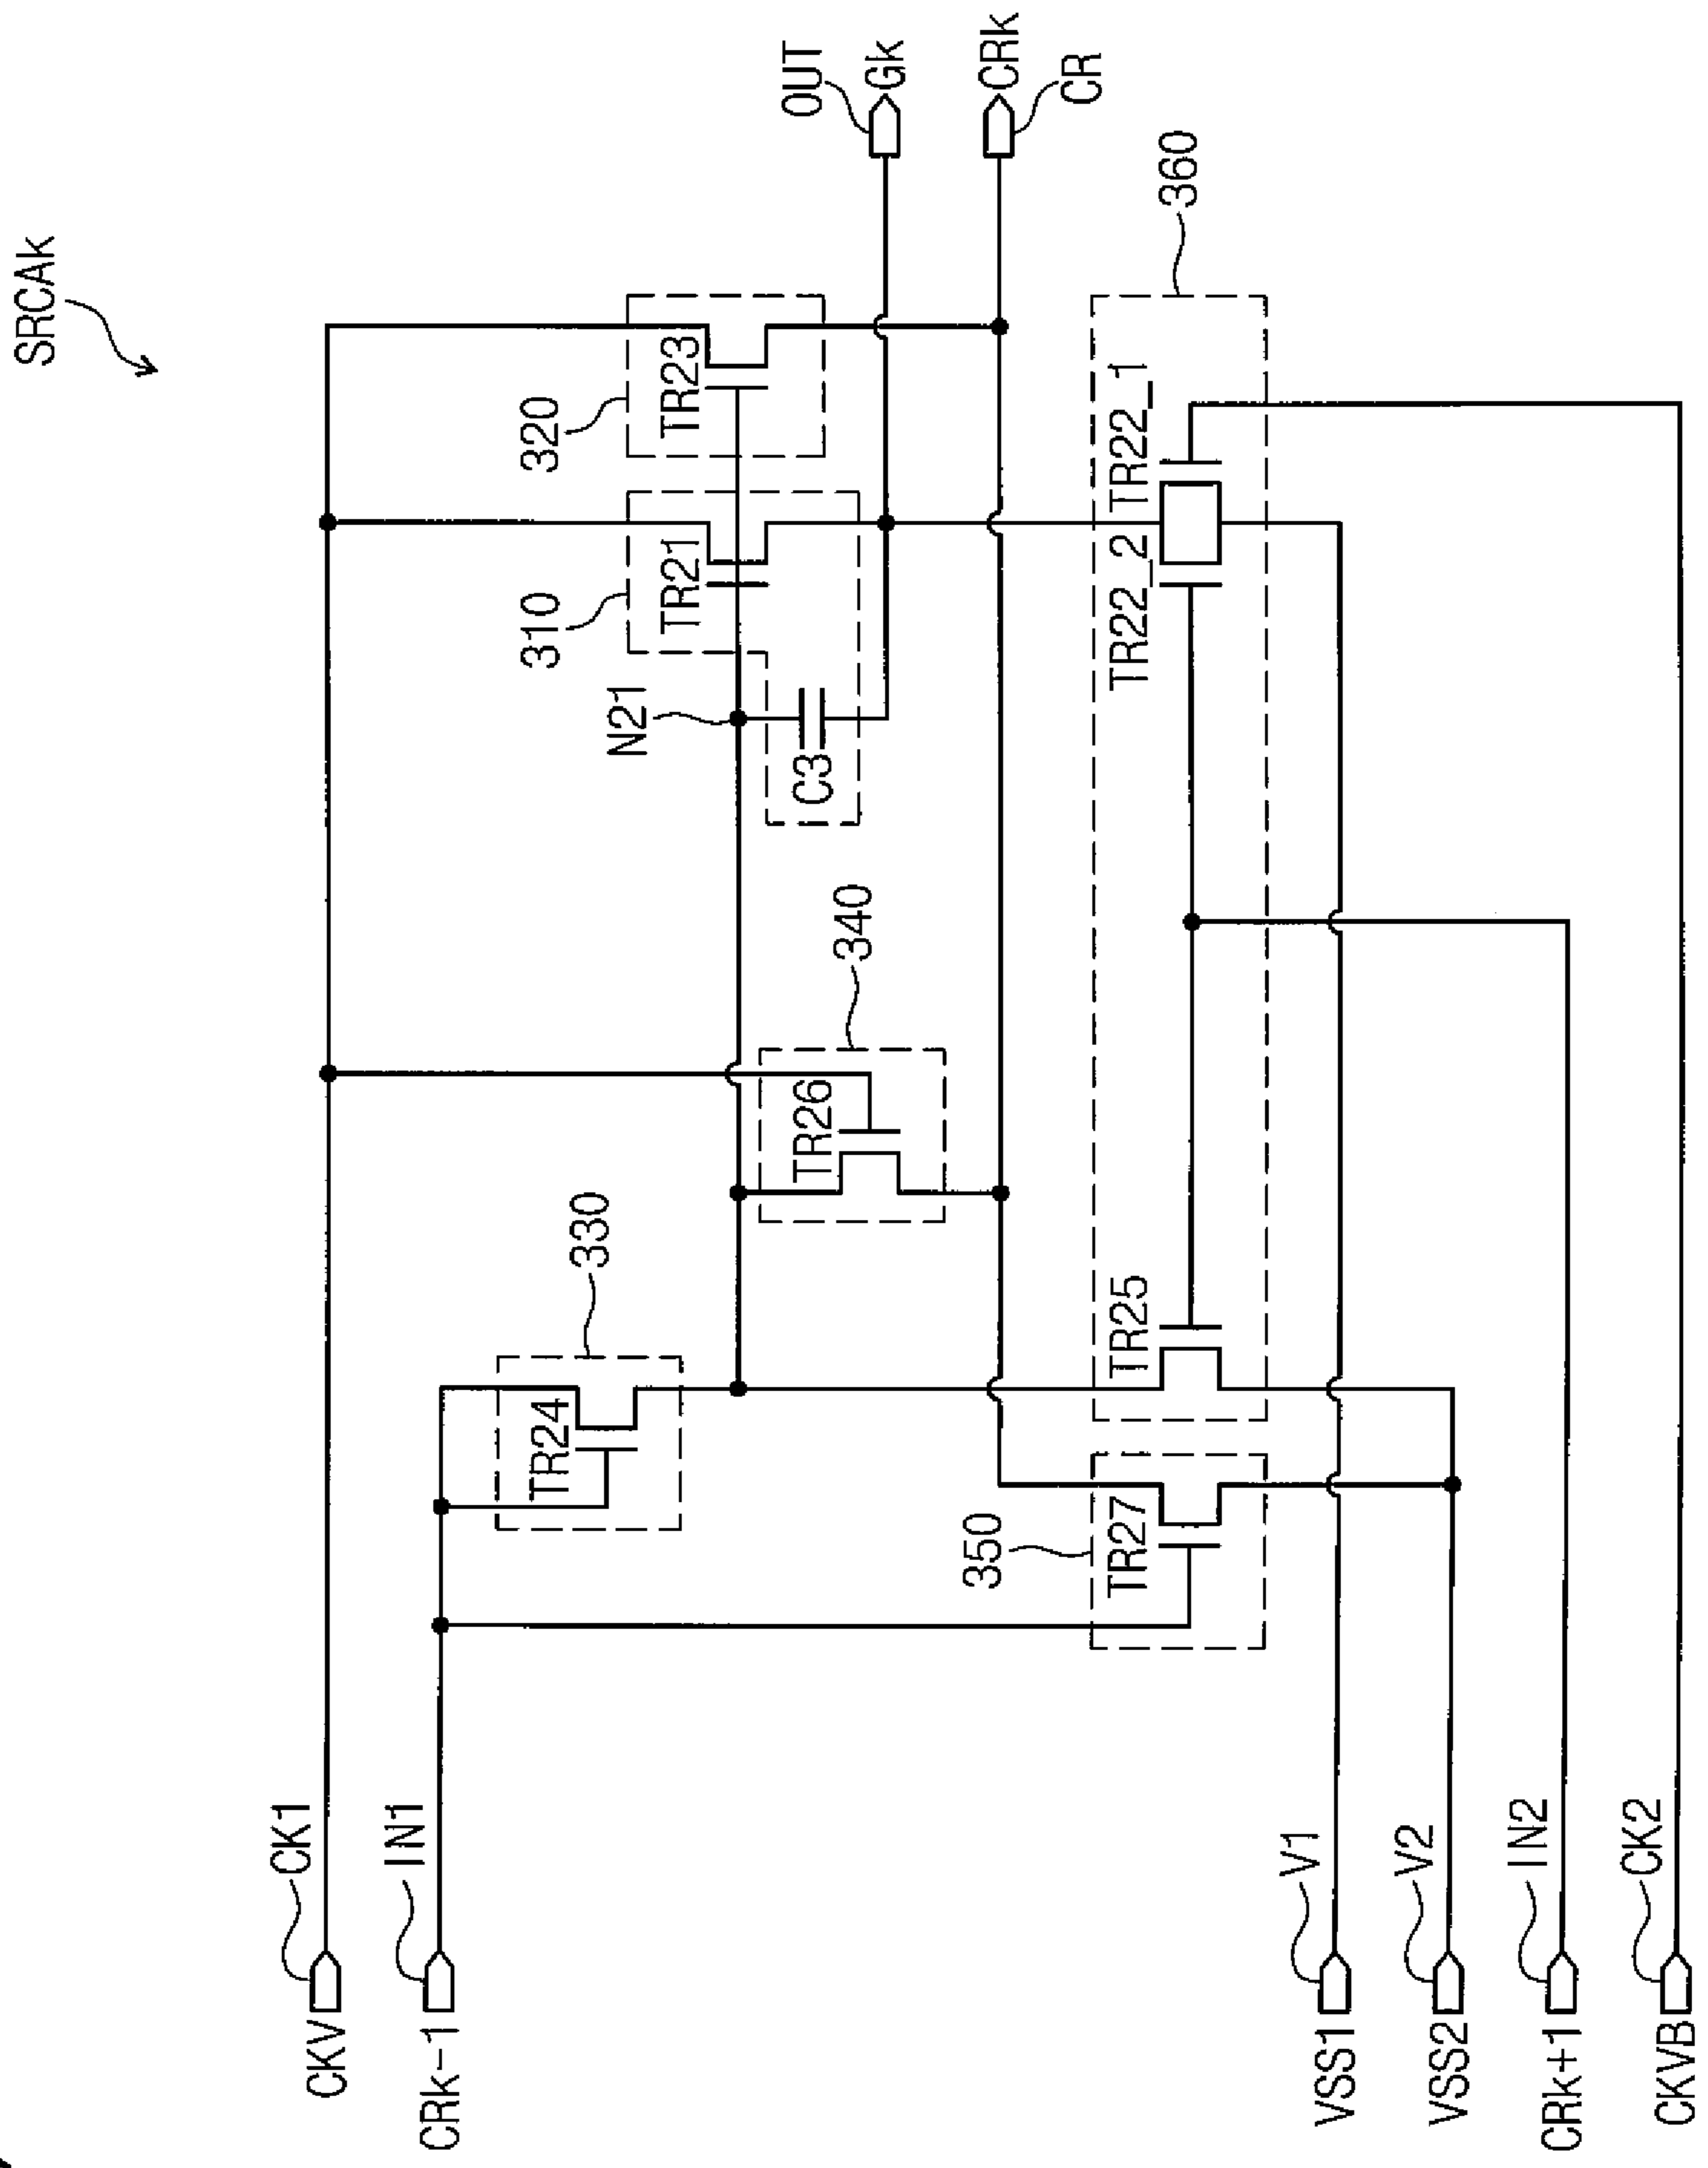 SRCAk
CKV
CK1
CRk-1
IN1
330
TR24
N21
310
TR21
320
TR23
340
TR26
C3
OUT
Gk
CRk
CR
350
TR27
TR25
TR22_2
TR22_1
360
VSS1
V1
VSS2
V2
CRk+1
IN2
CKVB
CK2